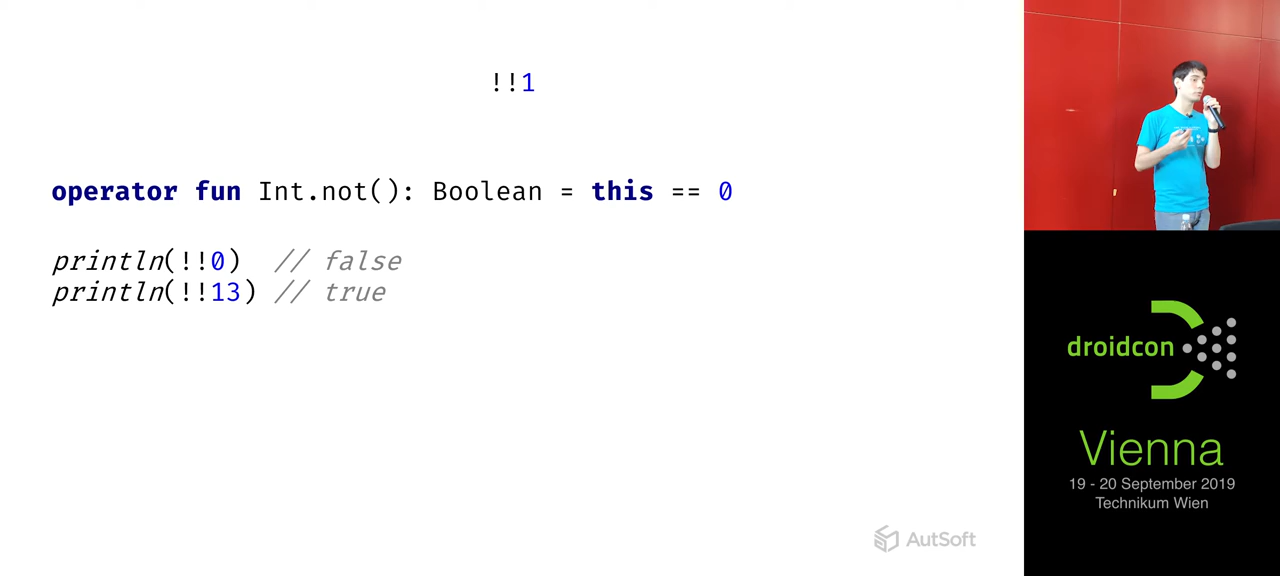 !!1
operator fun Int.not(): Boolean = this == 0
println(!!0)  // false
println(!!13) // true
AutSoft
droidcon
Vienna
19 - 20 September 2019
Technikum Wien